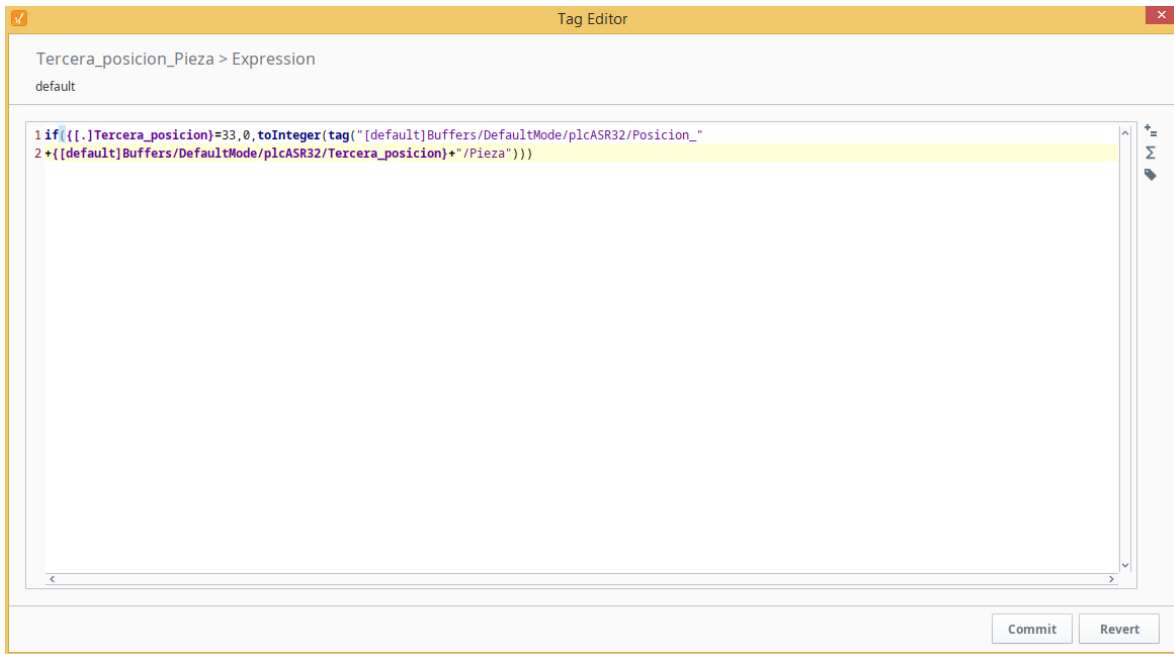 Tag Editor
Tercera_posicion_Pieza > Expression
default
1 if({[.]Tercera_posicion}=33,0,toInteger(tag("[default]Buffers/DefaultMode/plcASR32/Posicion_"
2 +{[default]Buffers/DefaultMode/plcASR32/Tercera_posicion}+"/Pieza")))
Commit Revert